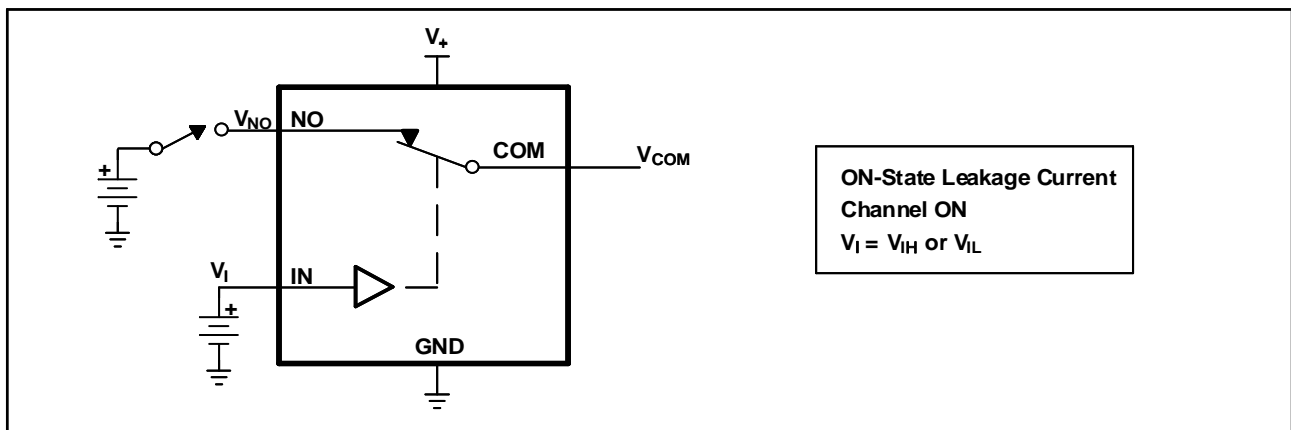 V+
VNO NO
COM VCOM
+
VI IN
+
GND
ON-State Leakage Current
Channel ON
VI = VIH or VIL